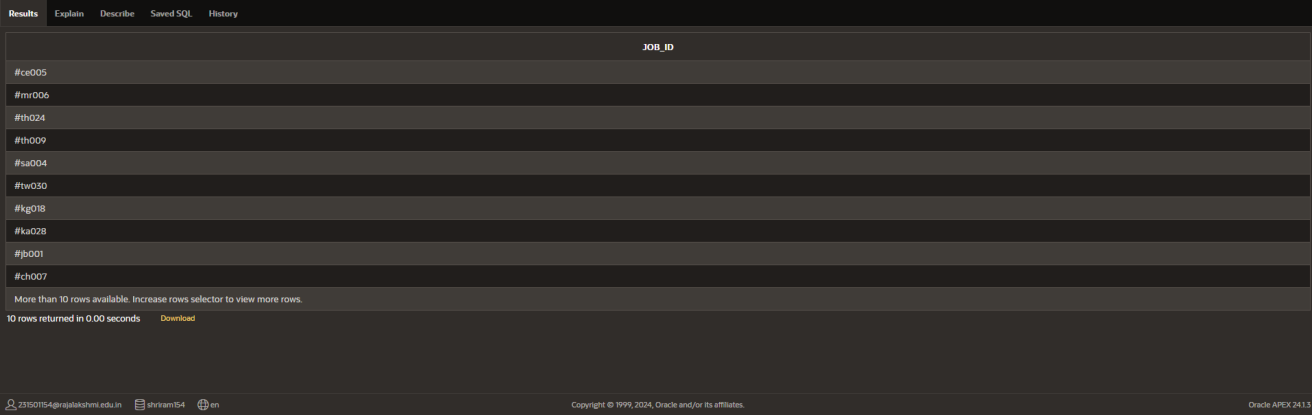 Results Explain Describe Saved SQL History
JOB_ID
#ce005
#mr006
#th024
#th009
#sa004
#tw030
#kg018
#ka028
#jb001
#ch007
More than 10 rows available. Increase rows selector to view more rows.
10 rows returned in 0.00 seconds Download
231501154@rajalakshmi.edu.in shriram154 en Copyright © 1999, 2024, Oracle and/or its affiliates. Oracle APEX 24.1.3